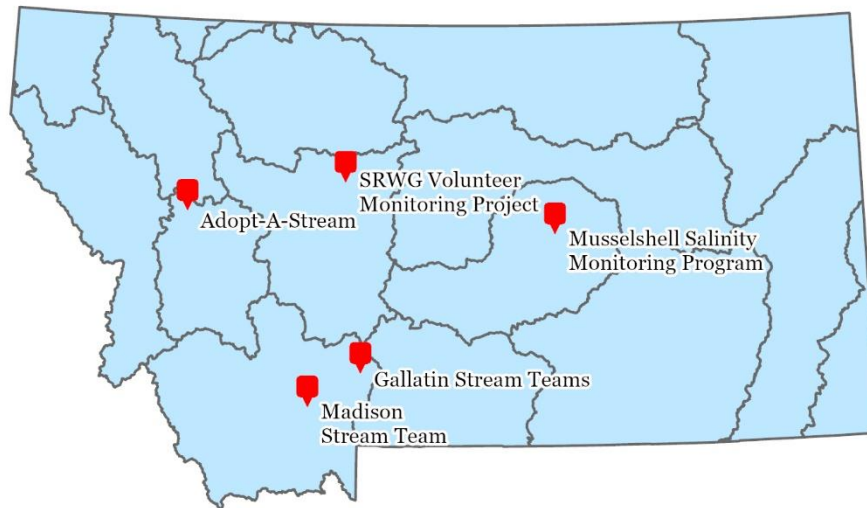 SRWG Volunteer
Monitoring Project
Adopt-A-Stream
Musselshell Salinity
Monitoring Program
Gallatin Stream Teams
Madison
Stream Team